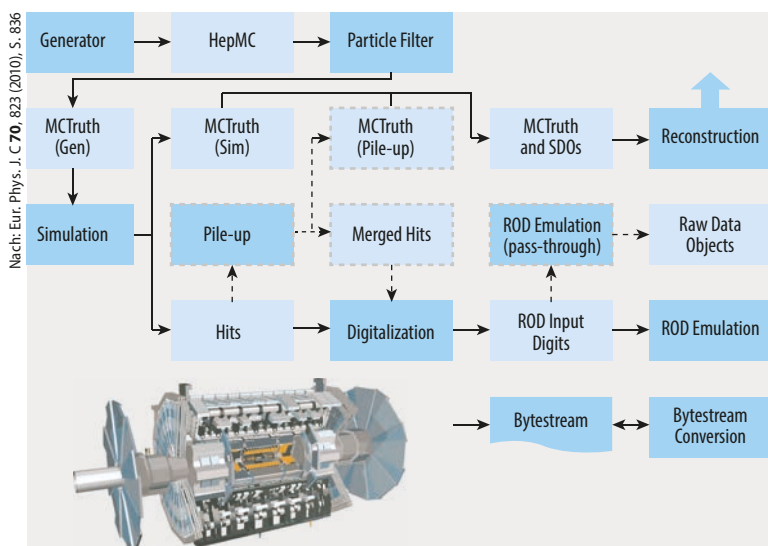 Nach: Eur. Phys. J. C 70, 823 (2010), S. 836
Generator
HepMC
Particle Filter
MCTruth
(Gen)
MCTruth
(Sim)
MCTruth
(Pile-up)
MCTruth
and SDOs
Reconstruction
Simulation
Pile-up
Merged Hits
ROD Emulation
(pass-through)
Raw Data
Objects
Hits
Digitalization
ROD Input
Digits
ROD Emulation
Bytestream
Bytestream
Conversion